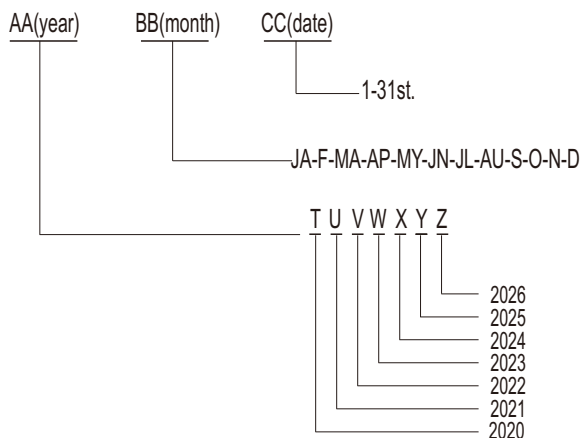 AA(year) BB(month) CC(date)
1-31st.
JA-F-MA-AP-MY-JN-JL-AU-S-O-N-D
T U V W X Y Z
2026
2025
2024
2023
2022
2021
2020